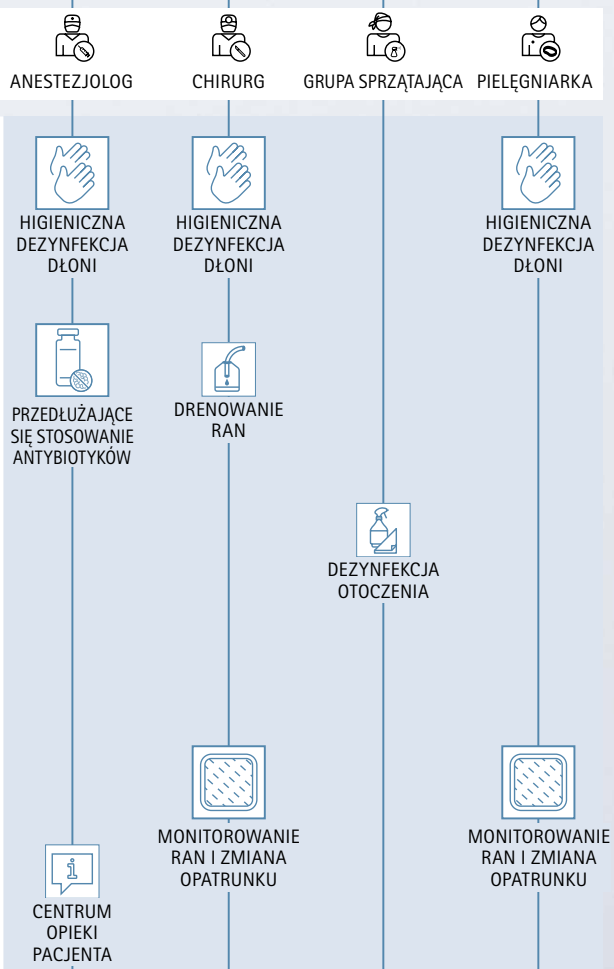 ANESTEZJOLOG
CHIRURG
GRUPA SPRZĄTAJĄCA
PIELĘGNIARKA
HIGIENICZNA
DEZYNFEKCJA
DŁONI
HIGIENICZNA
DEZYNFEKCJA
DŁONI
HIGIENICZNA
DEZYNFEKCJA
DŁONI
PRZEDŁUŻAJĄCE
SIĘ STOSOWANIE
ANTYBIOTYKÓW
DRENOWANIE
RAN
DEZYNFEKCJA
OTOCZENIA
MONITOROWANIE
RAN I ZMIANA
OPATRUNKU
MONITOROWANIE
RAN I ZMIANA
OPATRUNKU
i
CENTRUM
OPIEKI
PACJENTA